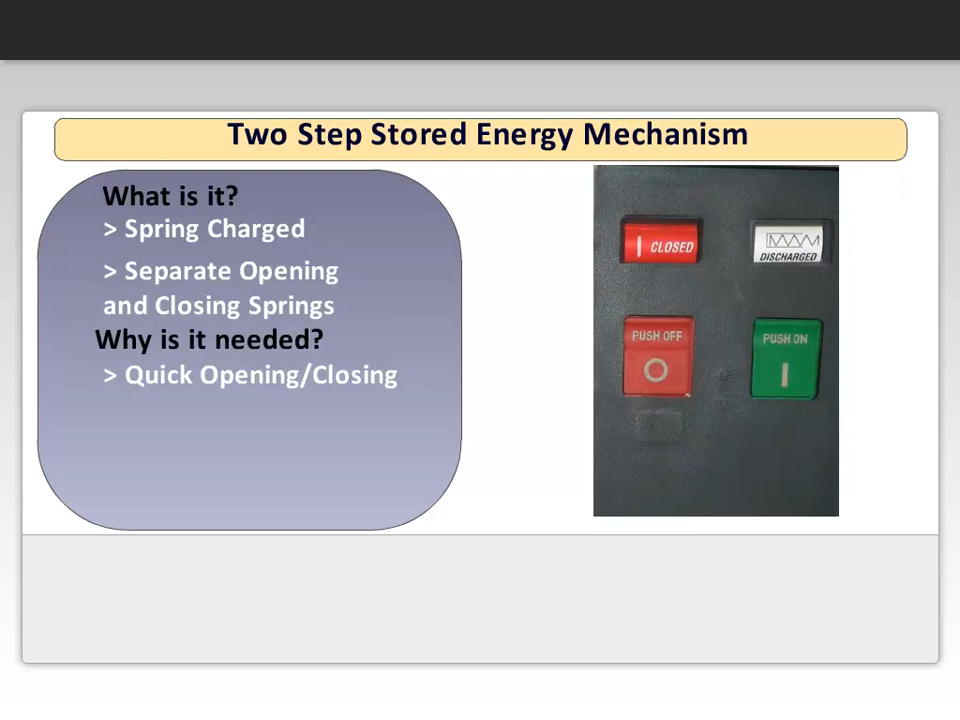 Two Step Stored Energy Mechanism
What is it?
> Spring Charged
> Separate Opening
and Closing Springs
Why is it needed?
> Quick Opening/Closing
I CLOSED
DISCHARGED
PUSH OFF
O
PUSH ON
I